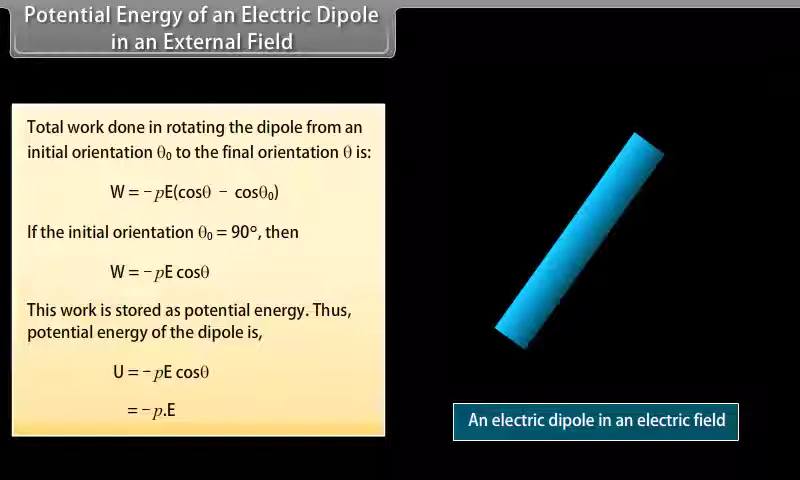 Potential Energy of an Electric Dipole
in an External Field
Total work done in rotating the dipole from an
initial orientation θ₀ to the final orientation θ is:
W = − pE(cosθ − cosθ₀)
If the initial orientation θ₀ = 90°, then
W = − pE cosθ
This work is stored as potential energy. Thus,
potential energy of the dipole is,
U = − pE cosθ
= − p.E
An electric dipole in an electric field